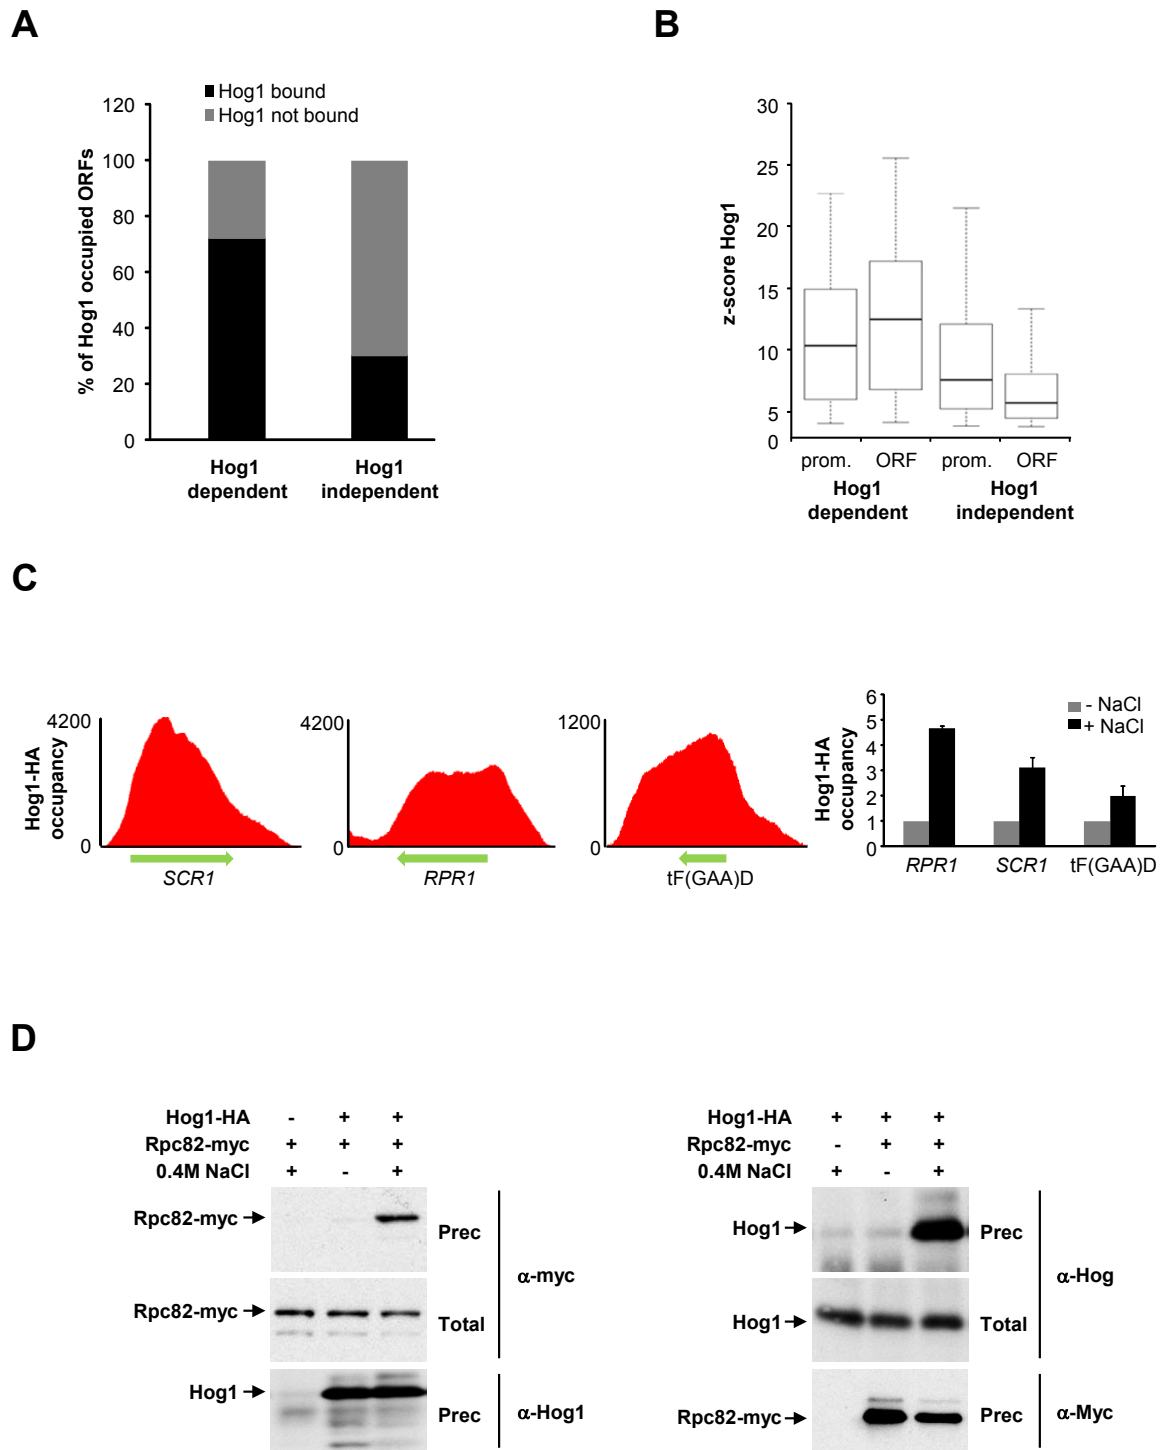 A
Hog1 bound
Hog1 not bound
% of Hog1 occupied ORFs
120
100
80
60
40
20
0
Hog1 dependent
Hog1 independent
B
z-score Hog1
30
25
20
15
10
5
0
prom. ORF prom. ORF
Hog1 dependent
Hog1 independent
C
Hog1-HA occupancy
4200
0
SCR1
4200
0
RPR1
1200
0
tF(GAA)D
Hog1-HA occupancy
6
5
4
3
2
1
0
- NaCl
+ NaCl
RPR1 SCR1 tF(GAA)D
D
Hog1-HA - + +
Rpc82-myc + + +
0.4M NaCl + - +
Rpc82-myc Prec
Rpc82-myc Total
α-myc
Hog1 Prec α-Hog1
Hog1-HA + + +
Rpc82-myc - + +
0.4M NaCl + - +
Hog1 Prec
Hog1 Total
α-Hog
Rpc82-myc Prec α-Myc